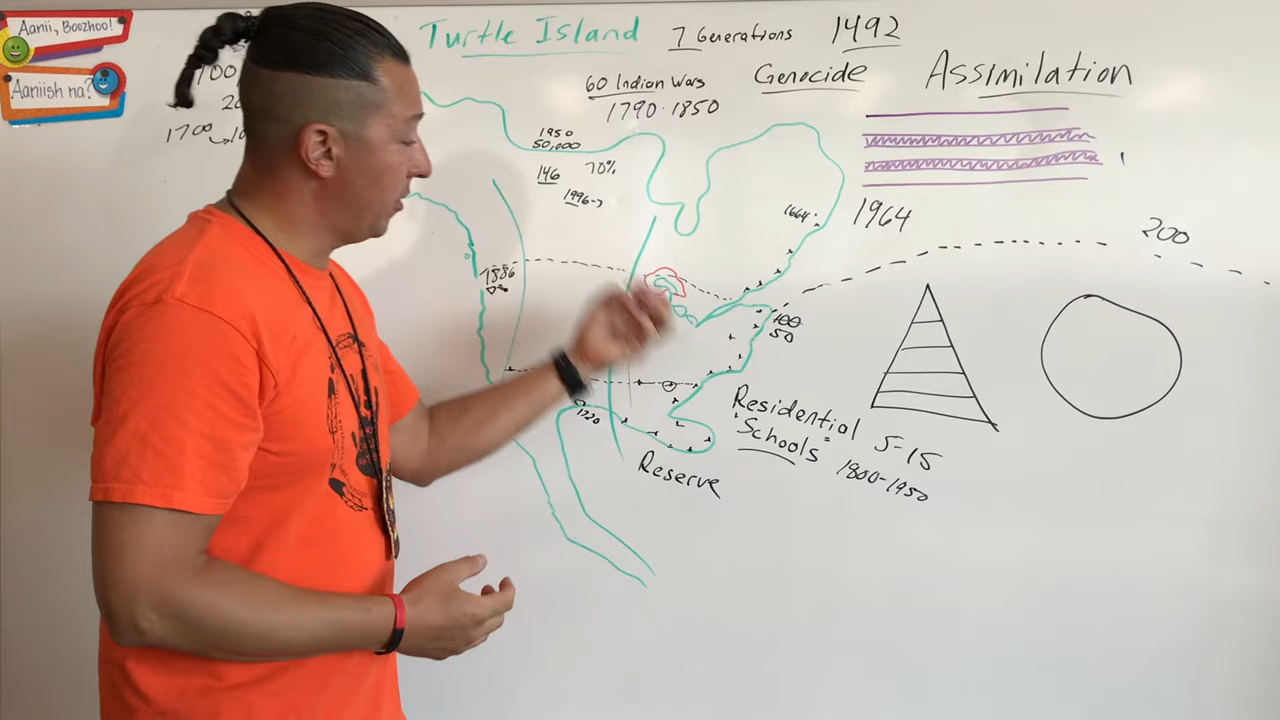 Aanii, Boozhoo!
Aaniish na?
Turtle Island
7 Generations
1492
60 Indian Wars
1790-1850
Genocide
Assimilation
1950
50,000
146
70%
1996→
1664
1964
200
1886
100
50
1720
Residential
"Schools"
5-15
1800-1950
Reserve
1700